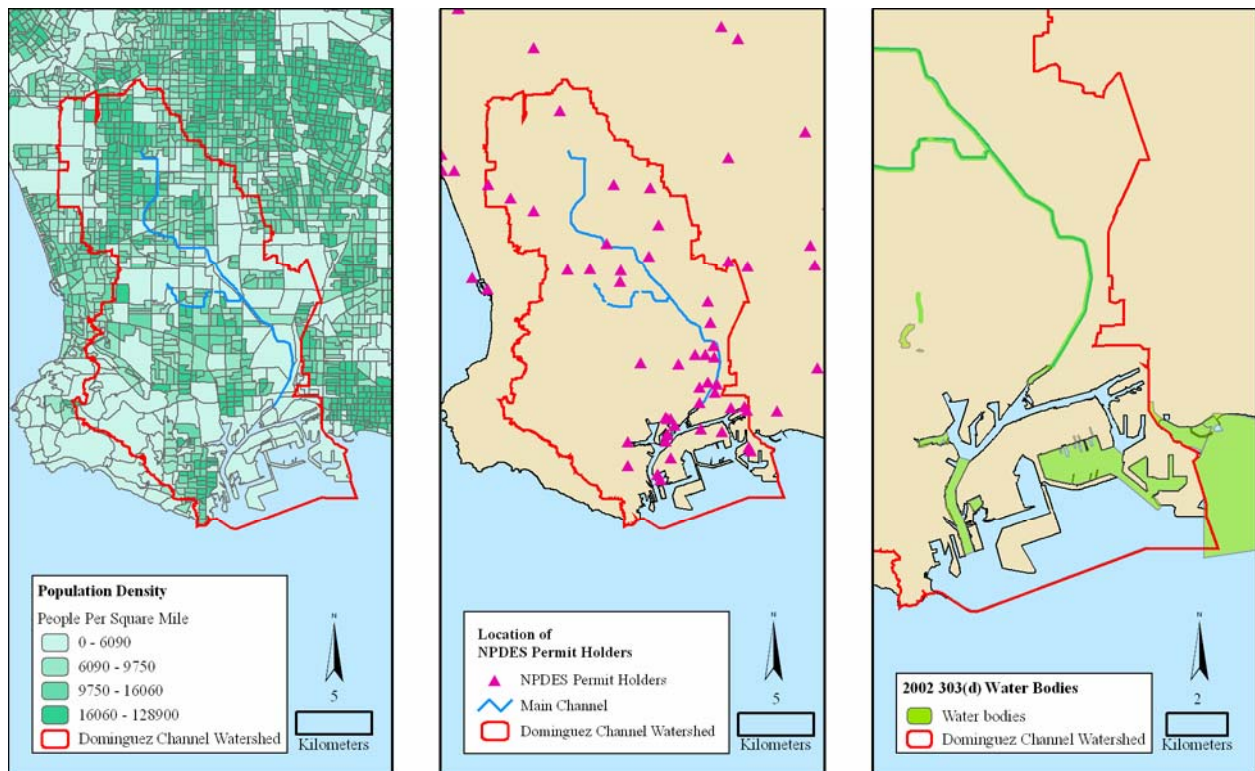 Population Density
People Per Square Mile
0 - 6090
6090 - 9750
9750 - 16060
16060 - 128900
Dominguez Channel Watershed
N
5
Kilometers
Location of
NPDES Permit Holders
NPDES Permit Holders
Main Channel
Dominguez Channel Watershed
N
5
Kilometers
2002 303(d) Water Bodies
Water bodies
Dominguez Channel Watershed
N
2
Kilometers